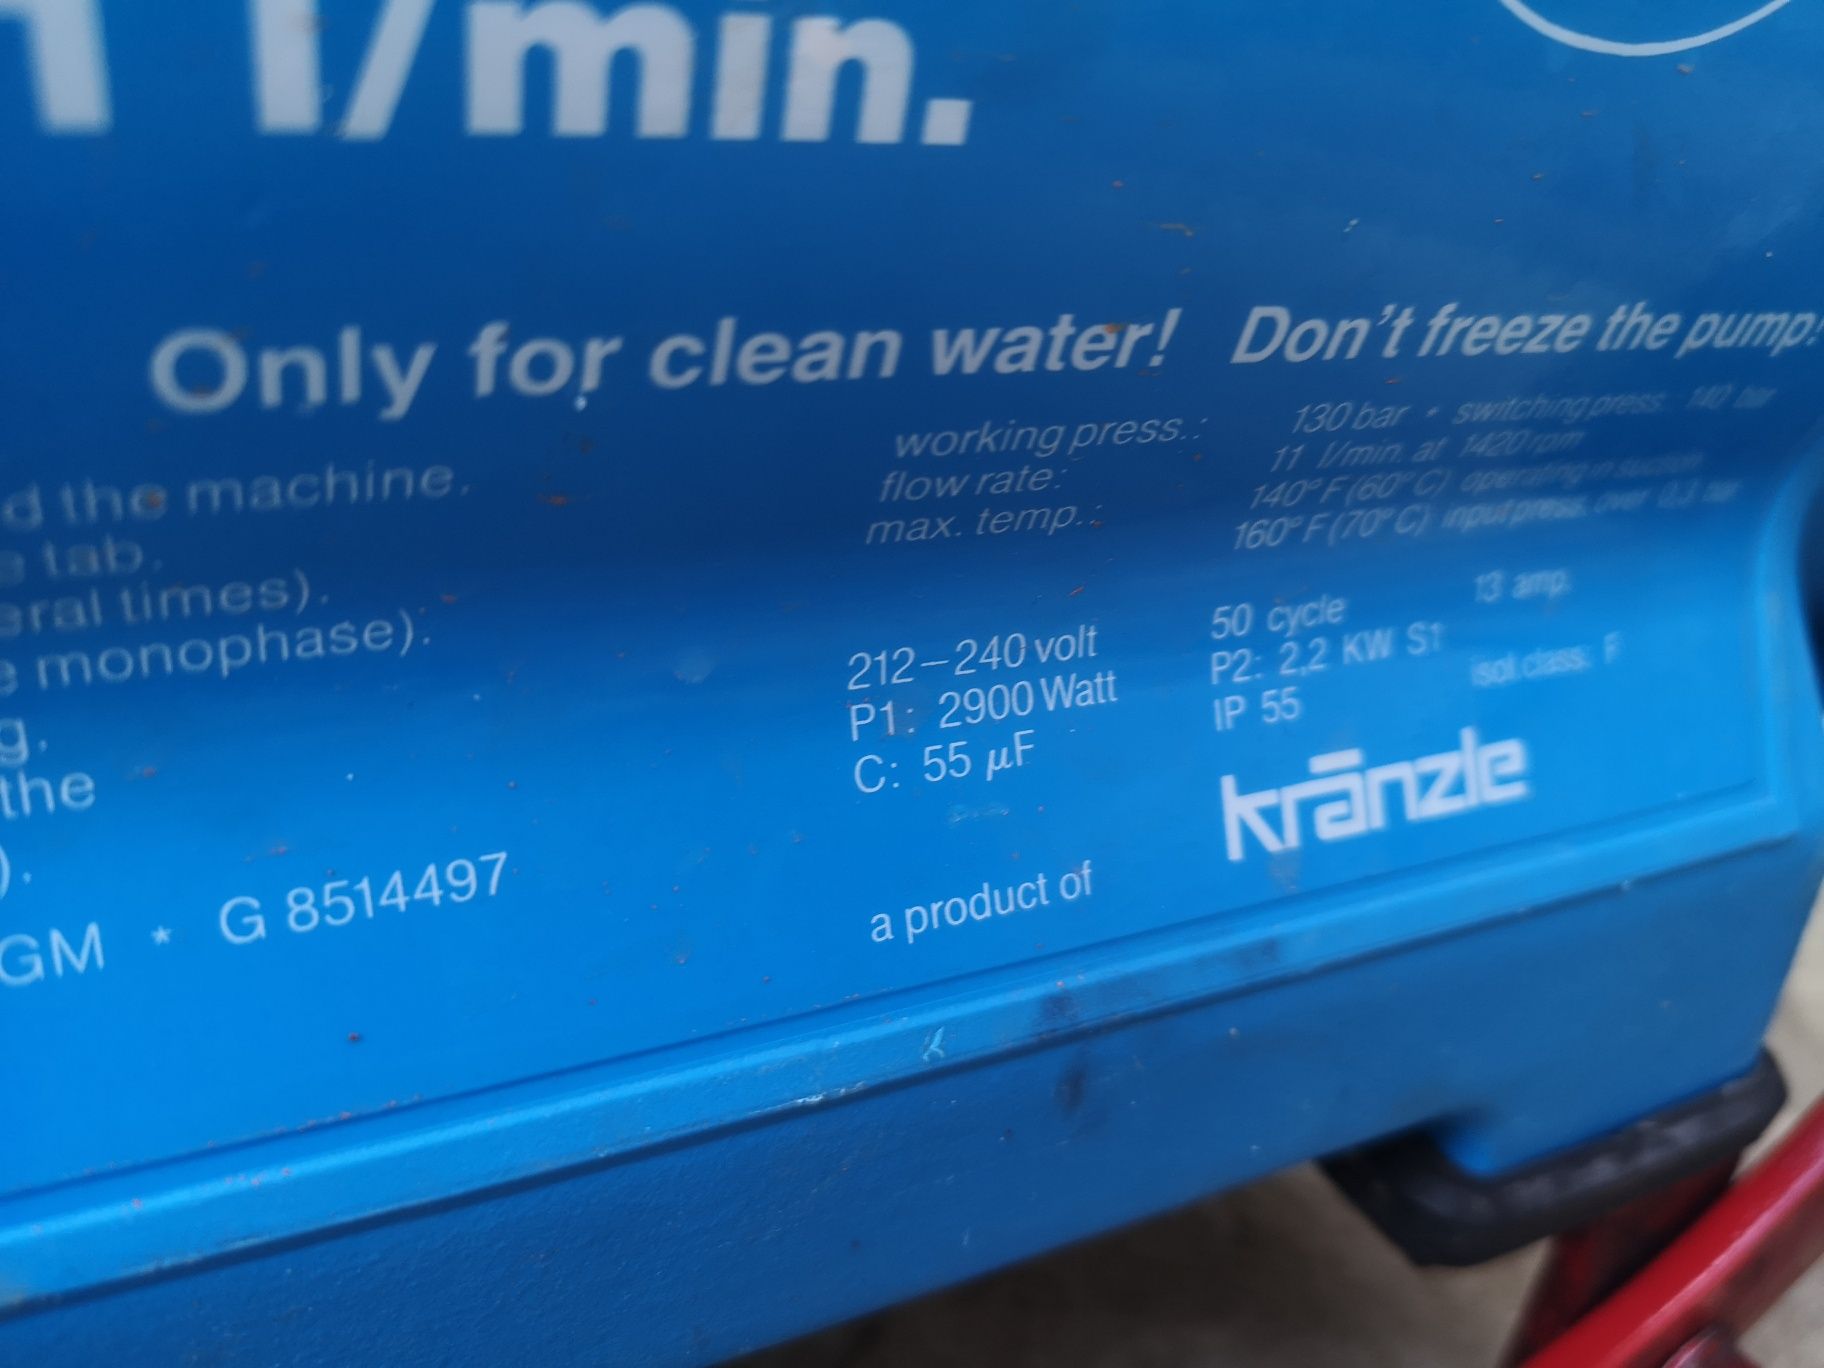 1 l/min.
Only for clean water! Don't freeze the pump!
d the machine.
e tab.
eral times).
e monophase).
g.
the
).
GM * G 8514497
working press.: 130 bar • switching press: 140 bar
flow rate: 11 l/min. at 1420 rpm
max. temp.: 140° F (60° C) operating in suction
160° F (70° C) input press. over 0,3 bar
212–240 volt 50 cycle 13 amp.
P1: 2900 Watt P2: 2,2 KW S1
C: 55 µF IP 55 isol. class: F
a product of kränzle